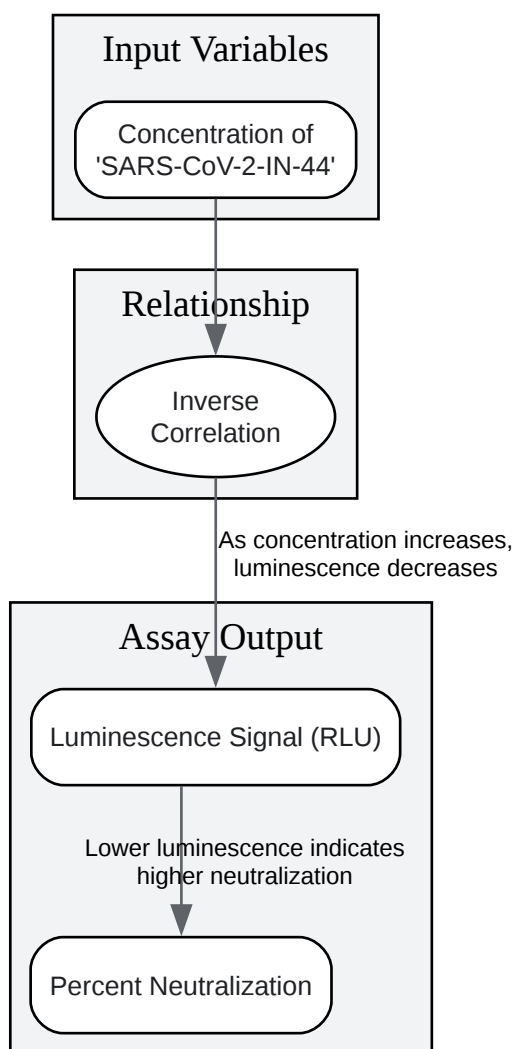 Input Variables
Concentration of
'SARS-CoV-2-IN-44'
Relationship
Inverse
Correlation
As concentration increases,
luminescence decreases
Assay Output
Luminescence Signal (RLU)
Lower luminescence indicates
higher neutralization
Percent Neutralization